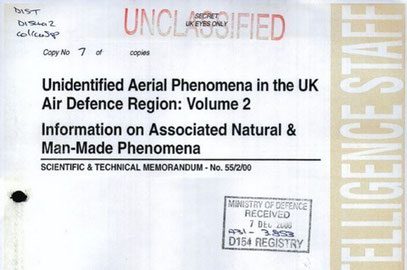 DIST
UNCLASSIFIED
SECRET
UK EYES ONLY
Copy No 7 of copies
Unidentified Aerial Phenomena in the UK
Air Defence Region: Volume 2
Information on Associated Natural &
Man-Made Phenomena
SCIENTIFIC & TECHNICAL MEMORANDUM - No. 55/2/00
MINISTRY OF DEFENCE
RECEIVED
7 DEC 2000
REGISTRY
ELLIGENCE STAFF